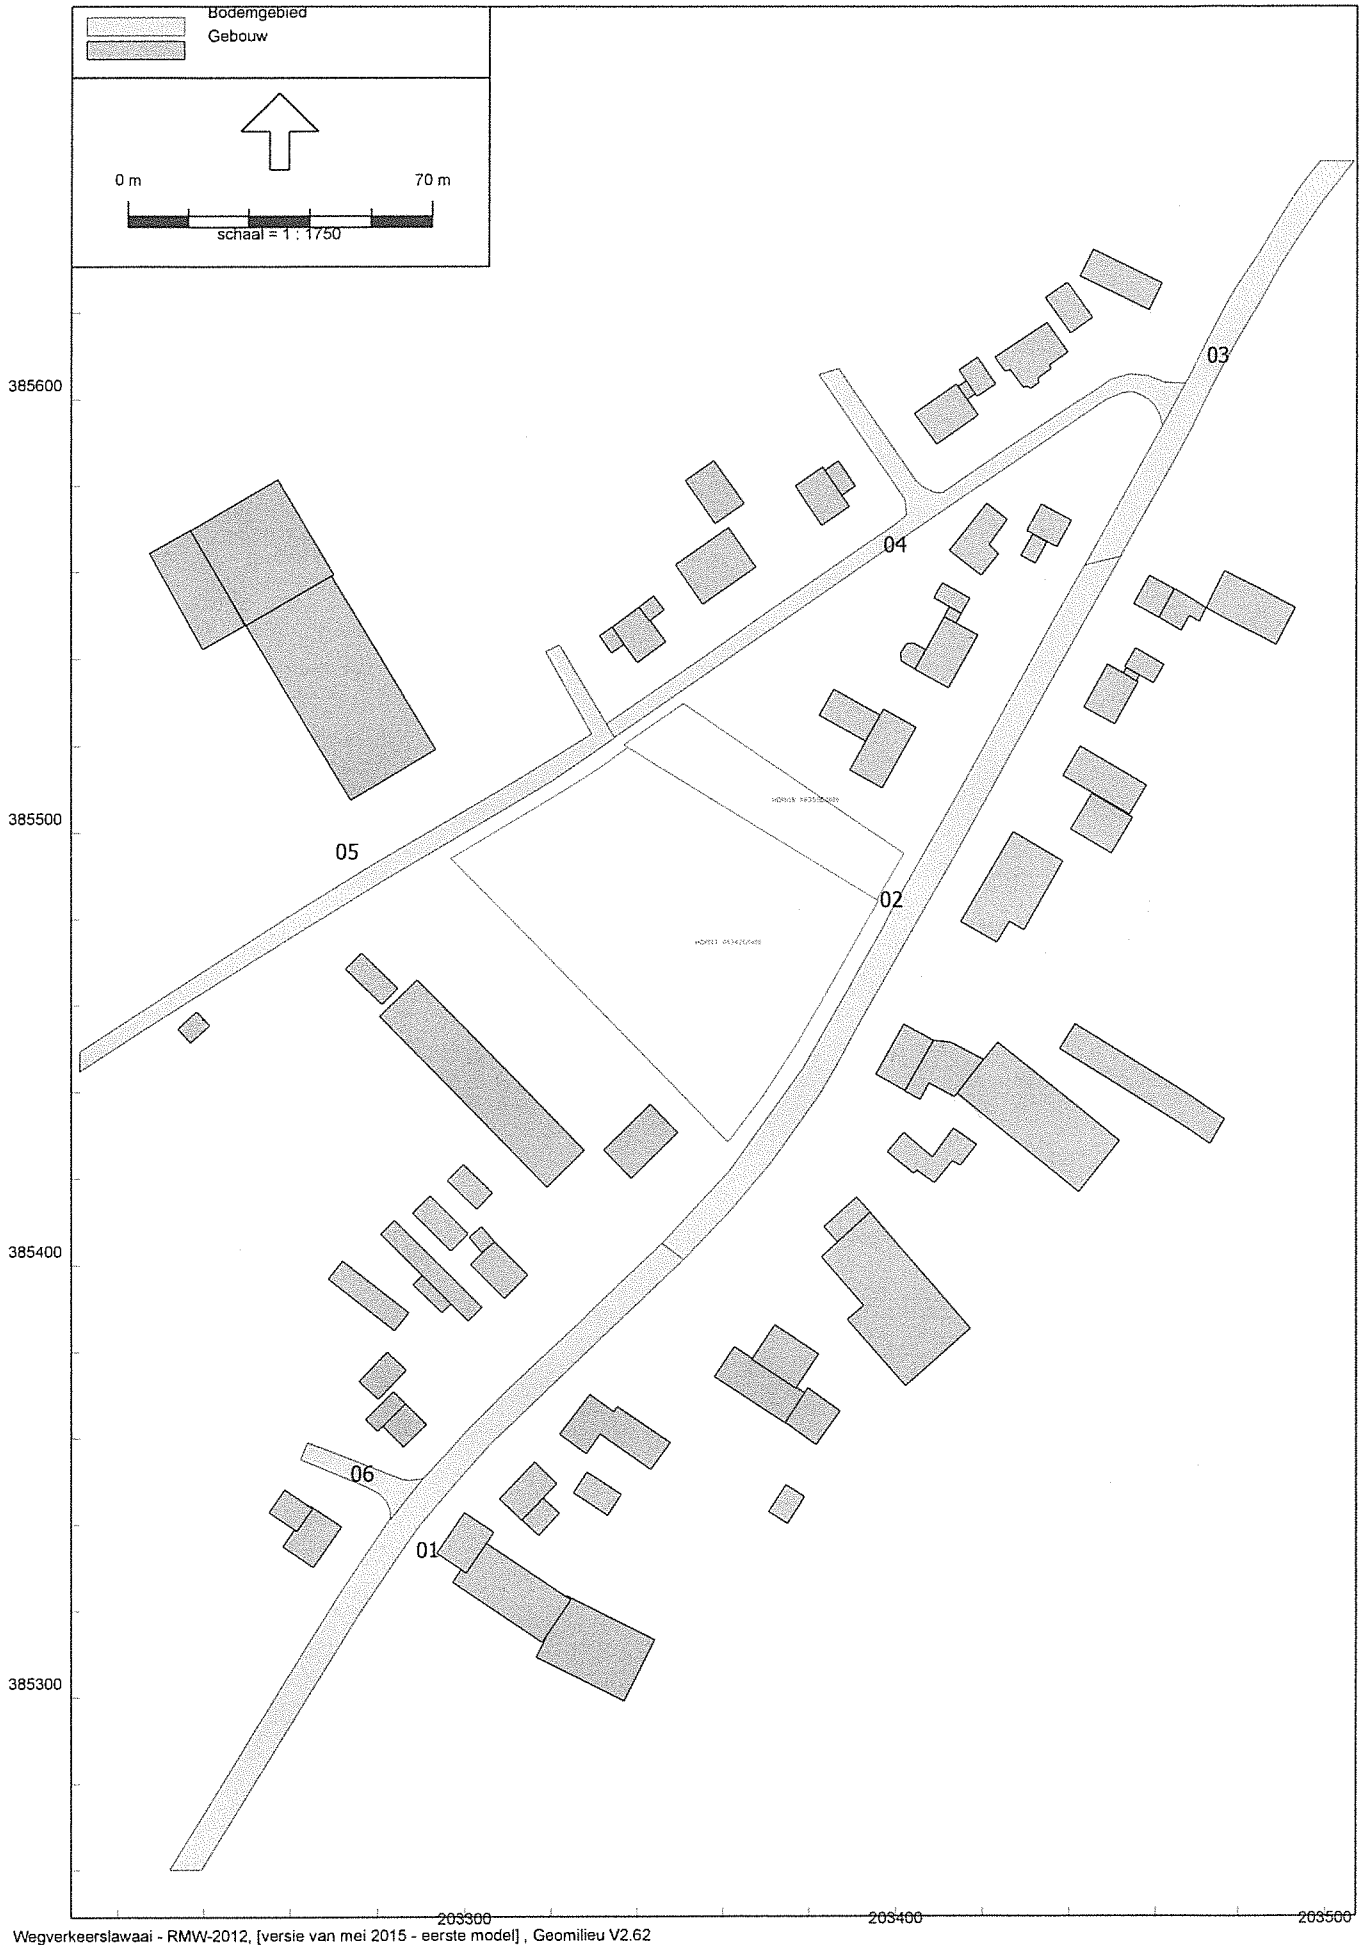 Bodemgebied
Gebouw
0 m 70 m
schaal = 1 : 1750
03
385600
04
385500
05
02
385400
06
01
385300
203300 203400 203500
Wegverkeerslawaai - RMW-2012, [versie van mei 2015 - eerste model] , Geomilieu V2.62